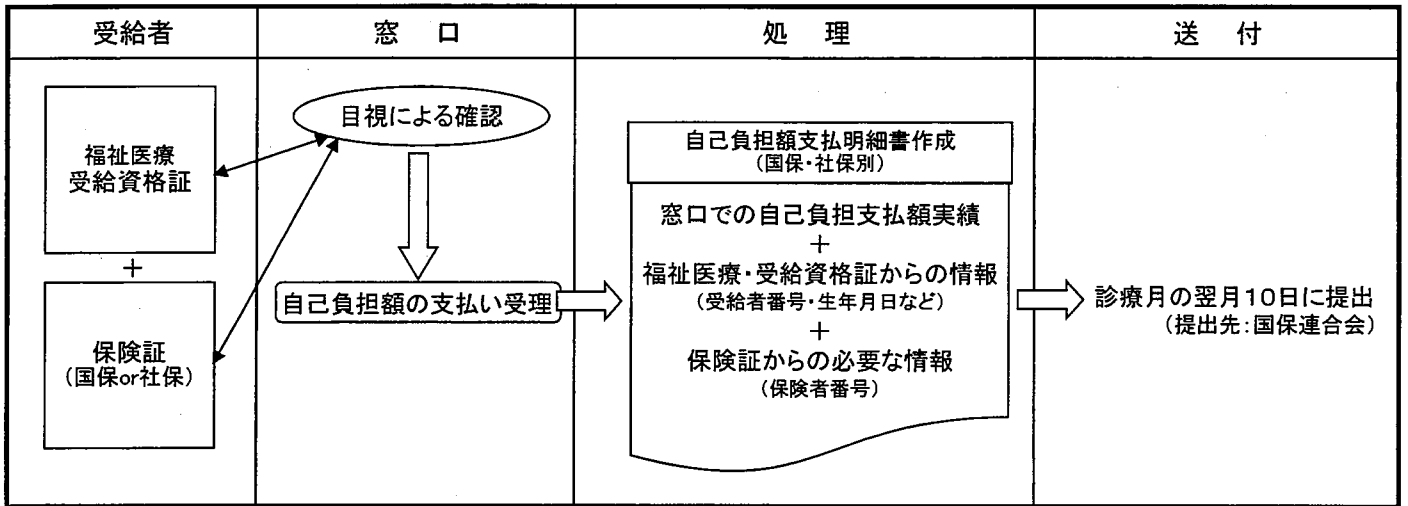 受給者
窓 口
処 理
送 付
福祉医療
受給資格証
+
保険証
(国保or社保)
目視による確認
自己負担額の支払い受理
自己負担額支払明細書作成
(国保・社保別)
窓口での自己負担支払額実績
+
福祉医療・受給資格証からの情報
(受給者番号・生年月日など)
+
保険証からの必要な情報
(保険者番号)
診療月の翌月10日に提出
(提出先:国保連合会)